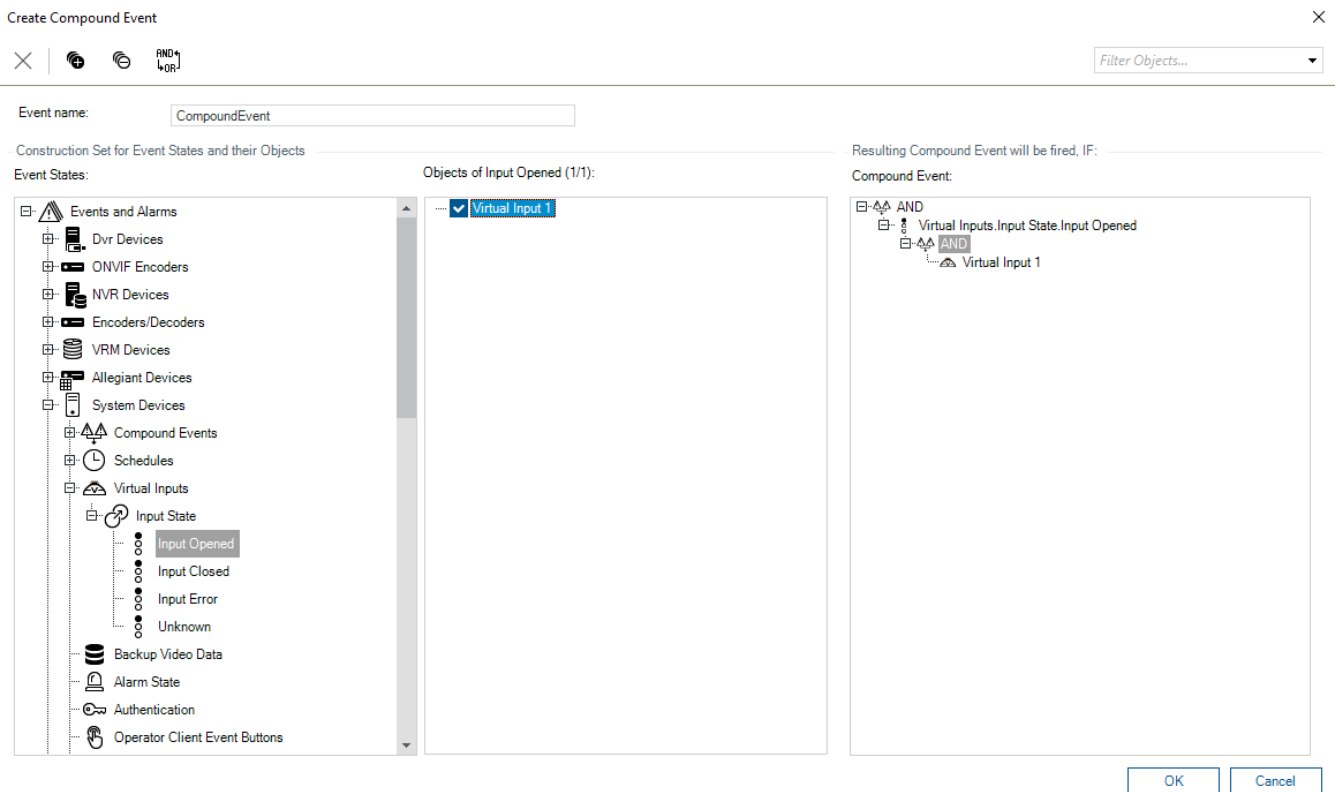 Create Compound Event
AND
OR
Filter Objects...
Event name:
CompoundEvent
Construction Set for Event States and their Objects
Resulting Compound Event will be fired, IF:
Event States:
Objects of Input Opened (1/1):
Compound Event:
Events and Alarms
Dvr Devices
ONVIF Encoders
NVR Devices
Encoders/Decoders
VRM Devices
Allegiant Devices
System Devices
Compound Events
Schedules
Virtual Inputs
Input State
Input Opened
Input Closed
Input Error
Unknown
Backup Video Data
Alarm State
Authentication
Operator Client Event Buttons
Virtual Input 1
AND
Virtual Inputs.Input State.Input Opened
AND
Virtual Input 1
OK
Cancel